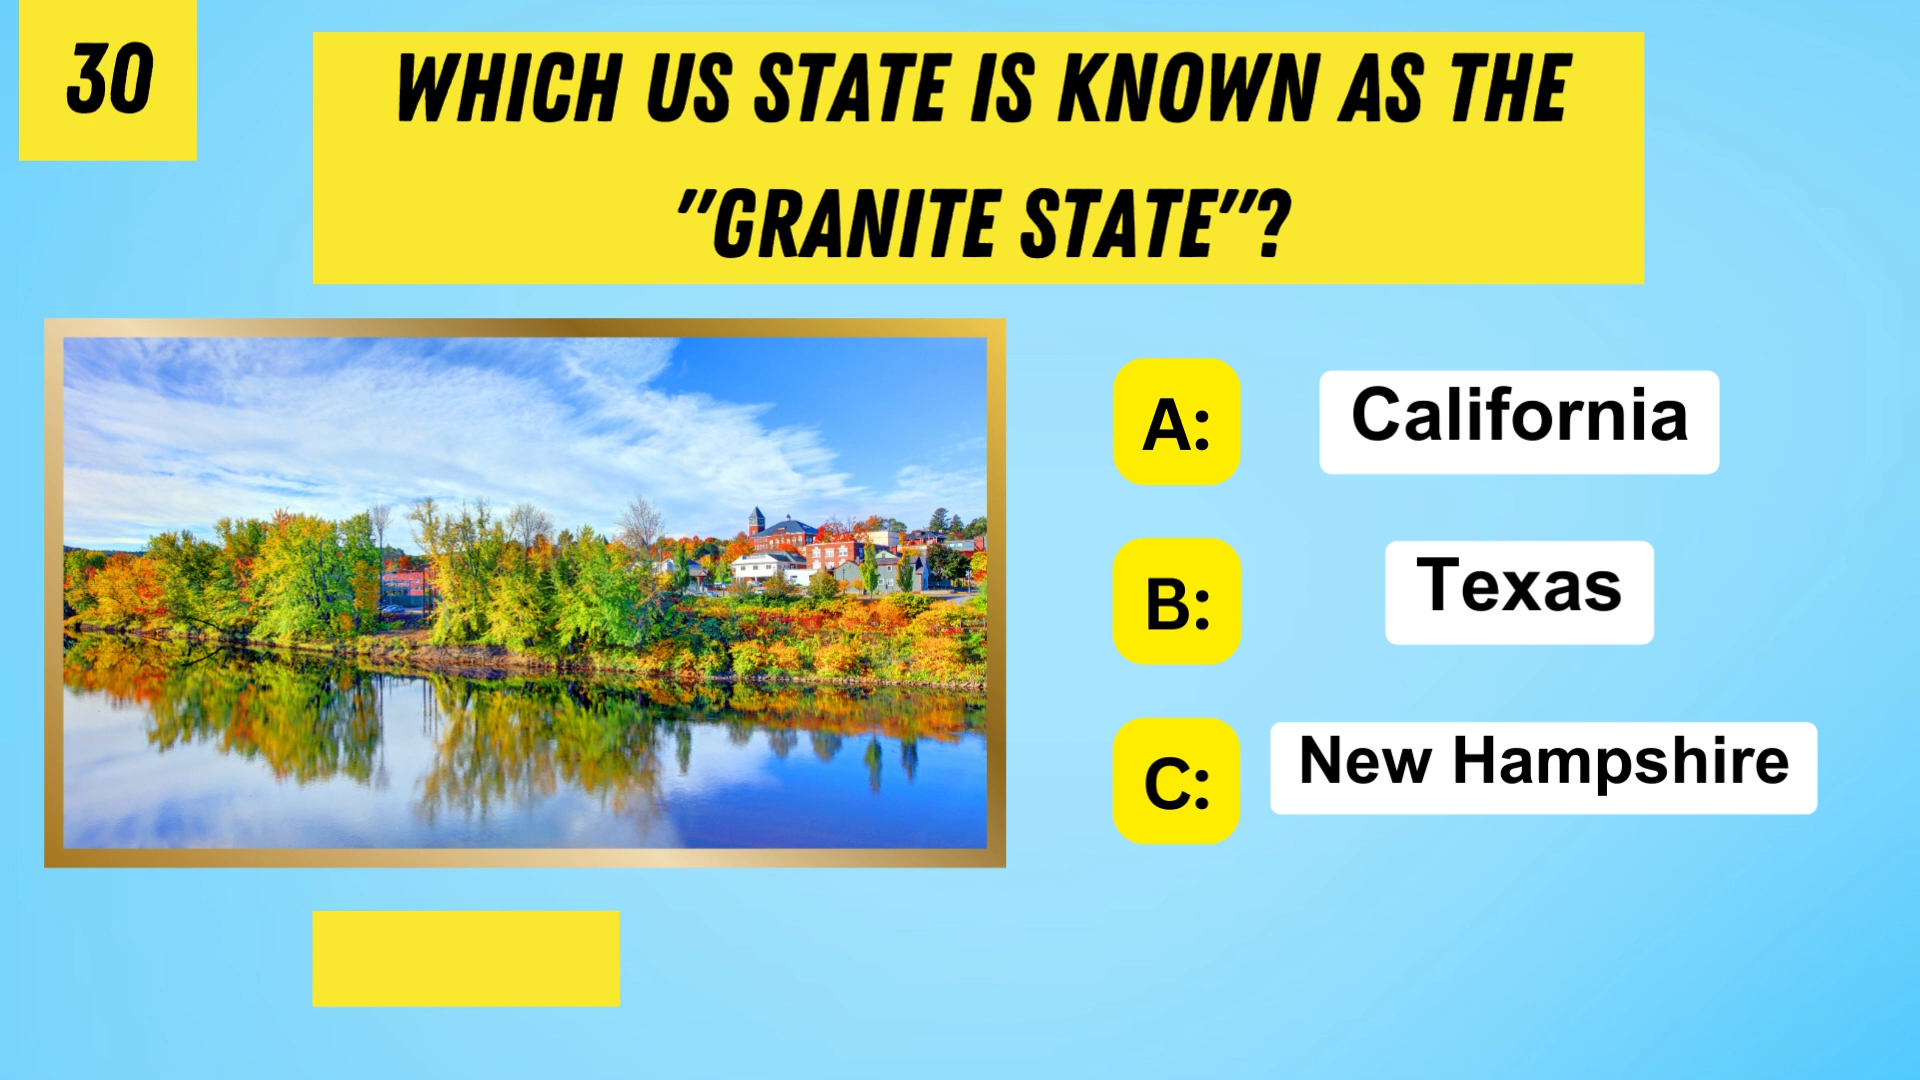 30
WHICH US STATE IS KNOWN AS THE
"GRANITE STATE"?
A: California
B: Texas
C: New Hampshire